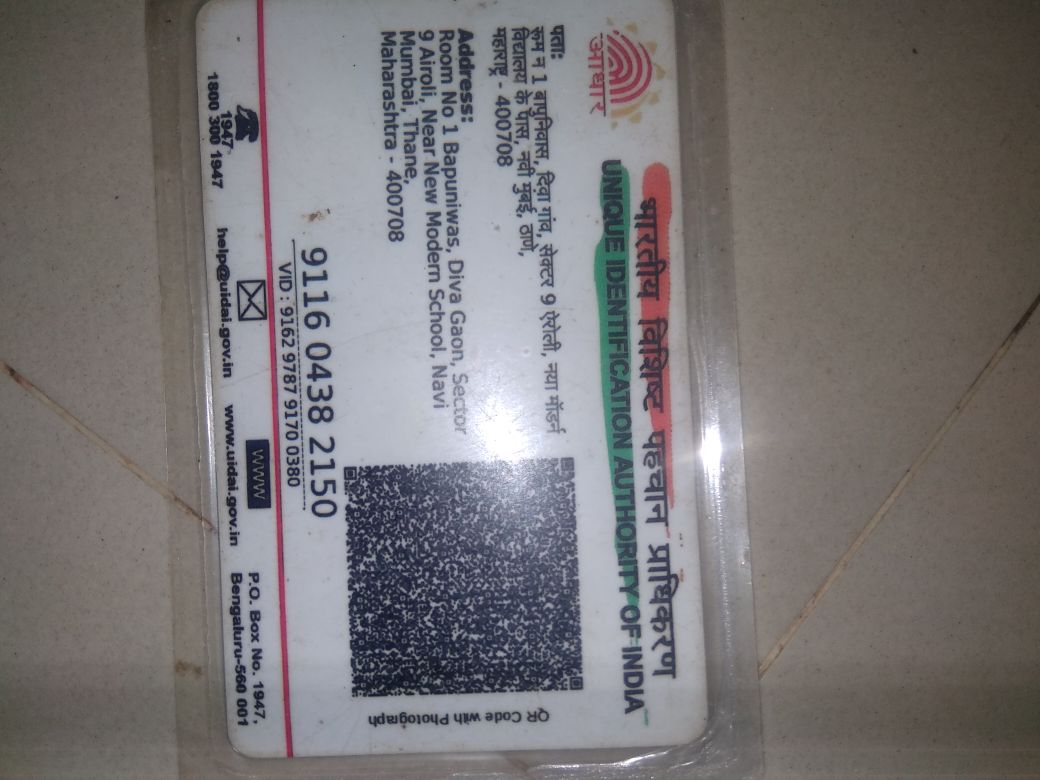 आधार
भारतीय विशिष्ट पहचान प्राधिकरण
UNIQUE IDENTIFICATION AUTHORITY OF INDIA
पता:
रूम न 1 बापुनिवास, दिवा गांव, सेक्टर 9 ऐरोली, नया मॉडर्न
विद्यालय के पास, नवी मुंबई, ठाणे,
महाराष्ट्र - 400708
Address:
Room No 1 Bapuniwas, Diva Gaon, Sector
9 Airoli, Near New Modern School, Navi
Mumbai, Thane,
Maharashtra - 400708
QR Code with Photograph
9116 0438 2150
VID : 9162 9787 9170 0380
1947
1800 300 1947
help@uidai.gov.in
WWW
www.uidai.gov.in
P.O. Box No. 1947,
Bengaluru-560 001